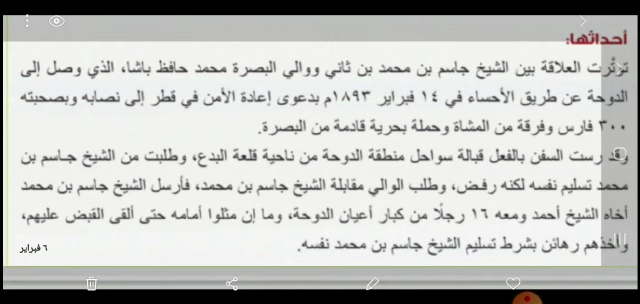 أحداثها:
توتُّرت العلاقة بين الشيخ جاسم بن محمد بن ثاني ووالي البصرة محمد حافظ باشا، الذي وصل إلى
الدوحة عن طريق الأحساء في ١٤ فبراير ١٨٩٣م بدعوى إعادة الأمن في قطر إلى نصابه وبصحبته
٣٠٠ فارس وفرقة من المشاة وحملة بحرية قادمة من البصرة.
وقد رست السفن بالفعل قبالة سواحل منطقة الدوحة من ناحية قلعة البدع، وطلبت من الشيخ جاسم بن
محمد تسليم نفسه لكنه رفض، وطلب الوالي مقابلة الشيخ جاسم بن محمد، فأرسل الشيخ جاسم بن محمد
أخاه الشيخ أحمد ومعه ١٦ رجلًا من كبار أعيان الدوحة، وما إن مثلوا أمامه حتى ألقى القبض عليهم،
وأخذهم رهائن بشرط تسليم الشيخ جاسم بن محمد نفسه.
٦ فبراير